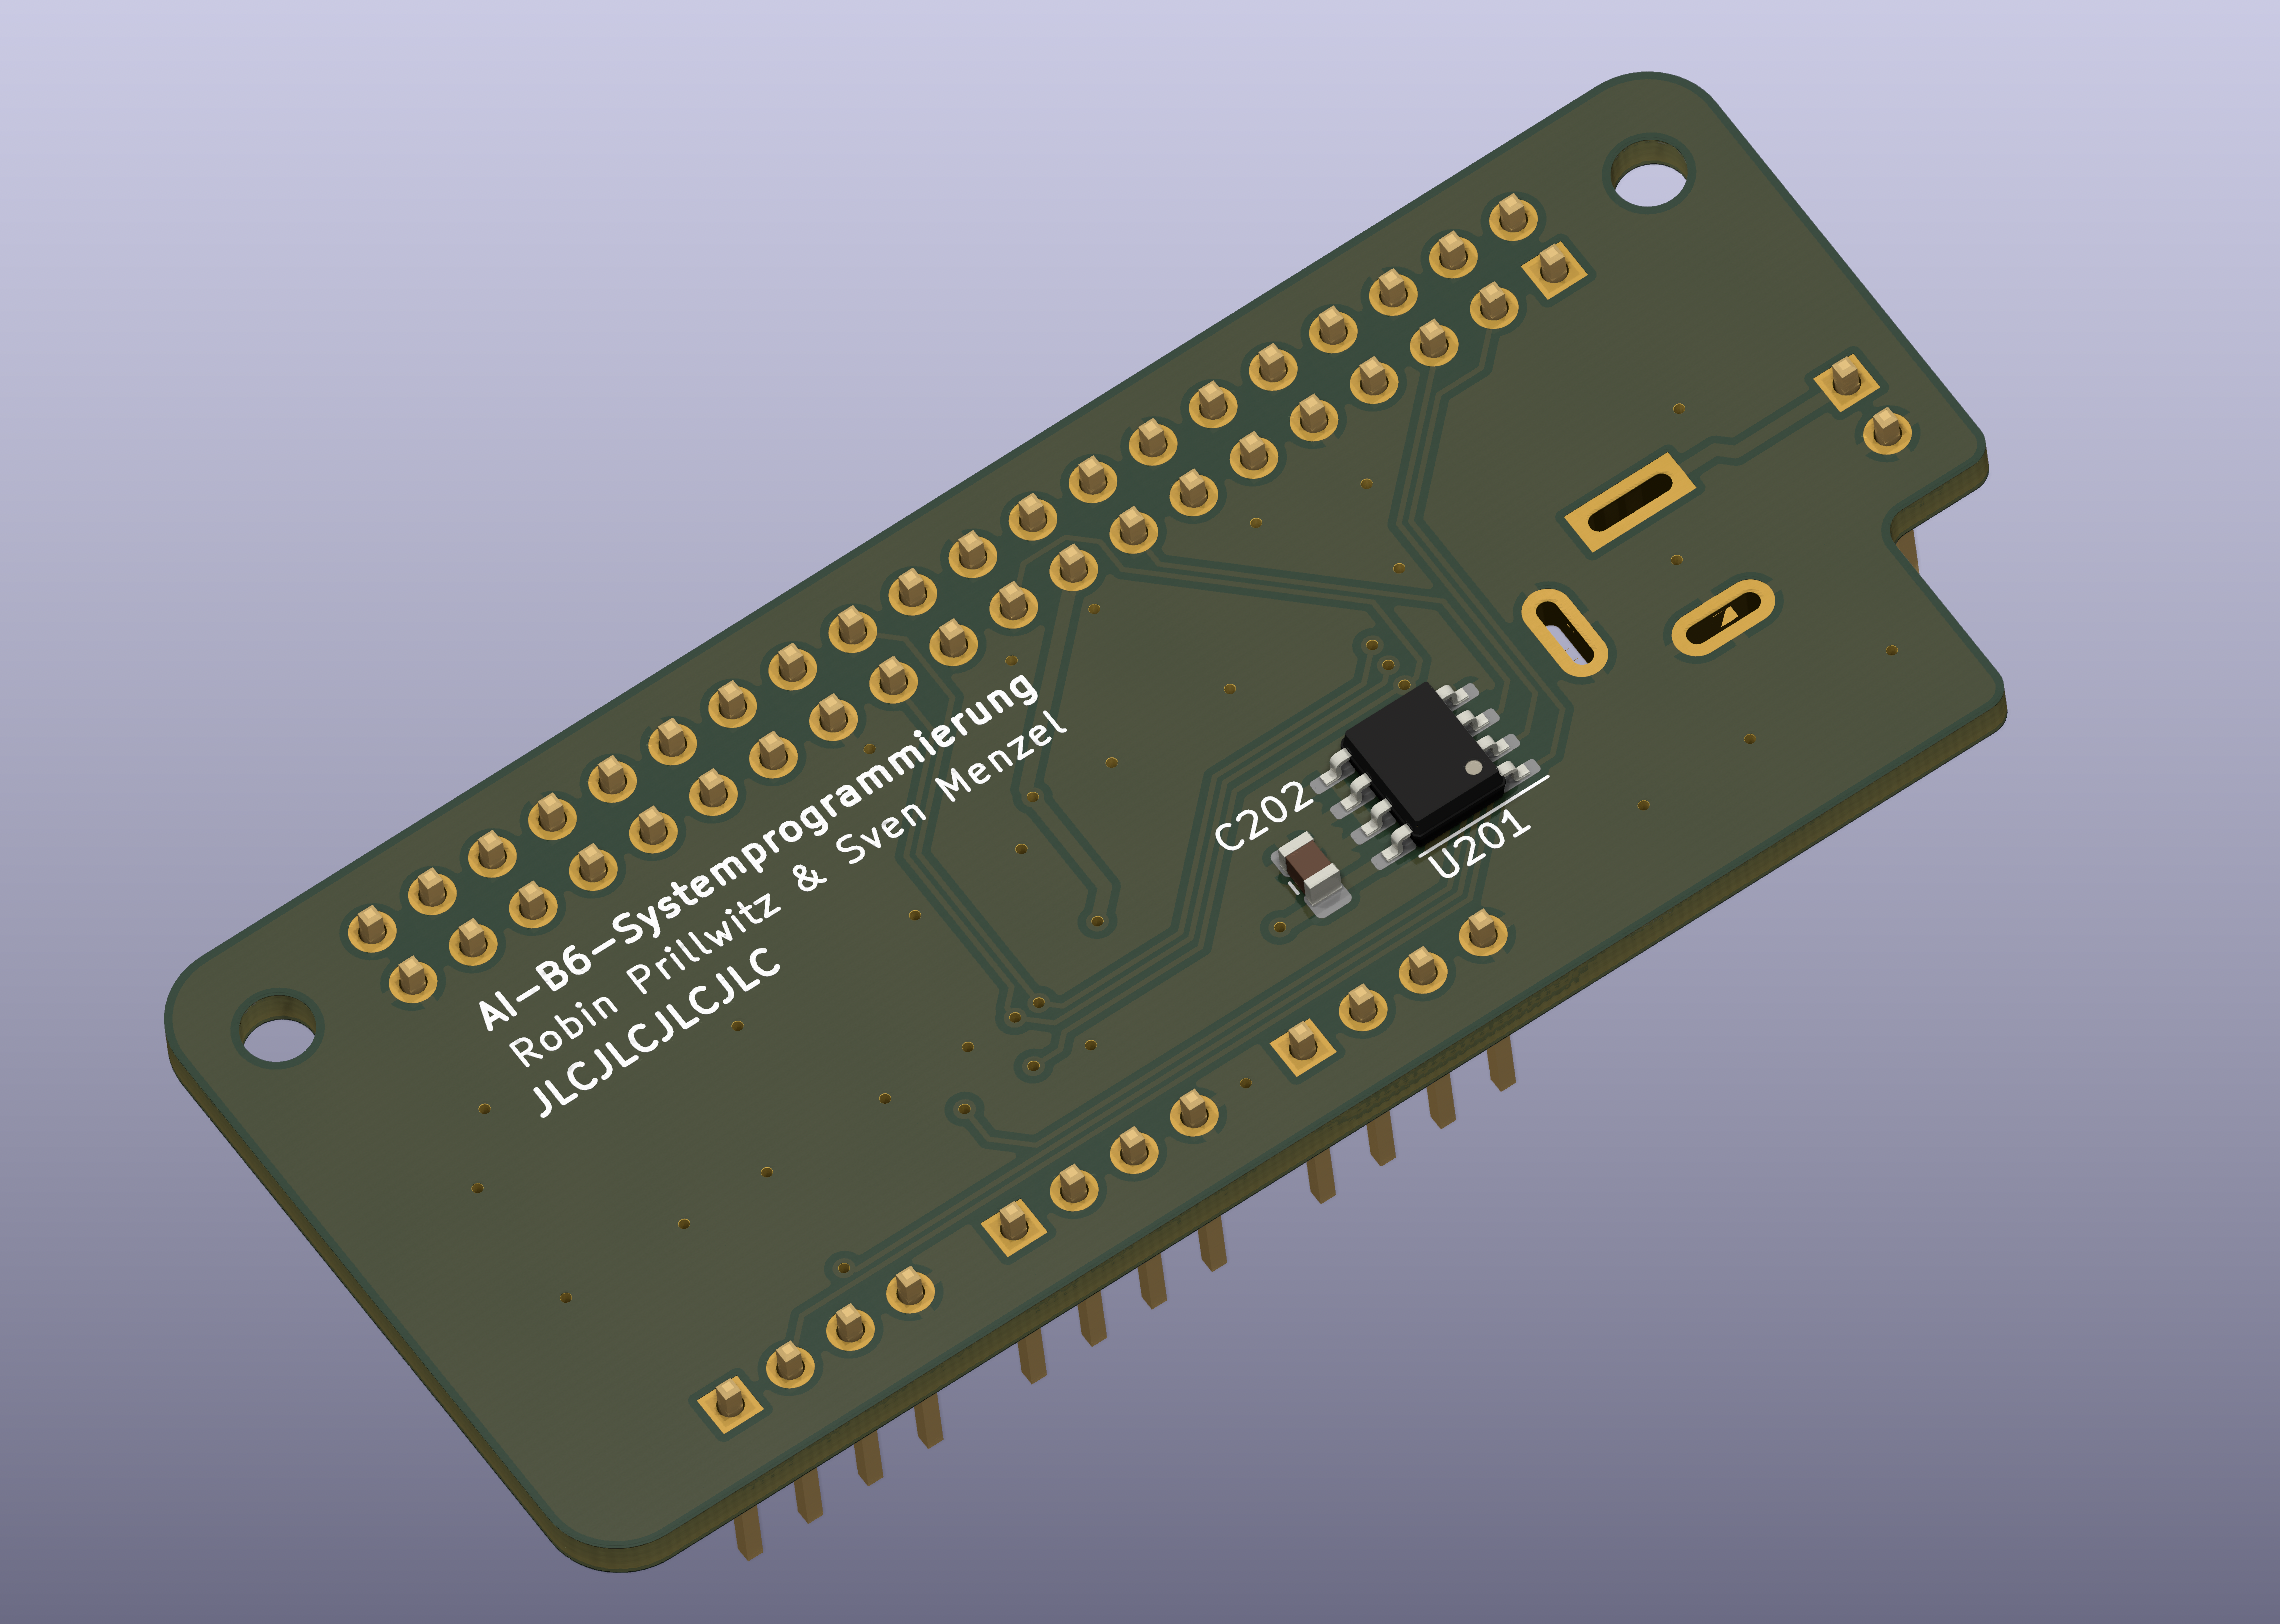 AI-B6-Systemprogrammierung
Robin Prillwitz & Sven Menzel
JLCJLCJLCJLC
C202
U201